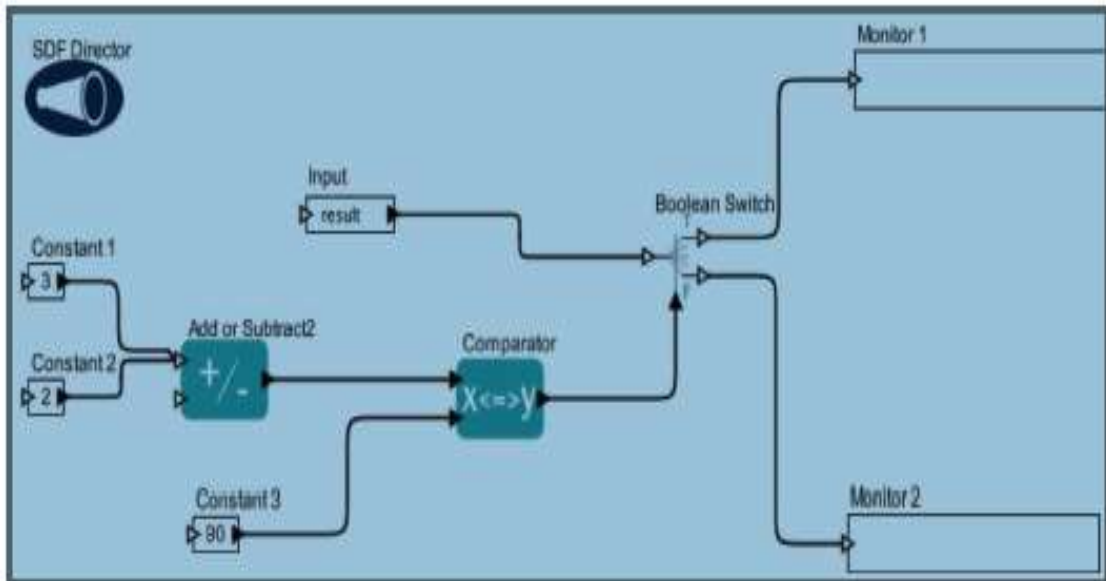 SDF Director
Monitor 1
Input
result
Boolean Switch
T
F
Constant 1
3
Add or Subtract2
Constant 2
2
+/-
Comparator
x<=>y
Constant 3
90
Monitor 2